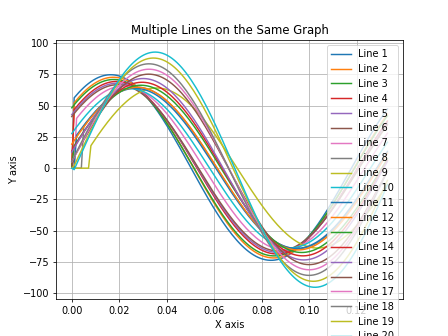 Multiple Lines on the Same Graph
100
75
50
25
0
−25
−50
−75
−100
Y axis
0.00
0.02
0.04
0.06
0.08
0.10
X axis
Line 1
Line 2
Line 3
Line 4
Line 5
Line 6
Line 7
Line 8
Line 9
Line 10
Line 11
Line 12
Line 13
Line 14
Line 15
Line 16
Line 17
Line 18
Line 19
Line 20